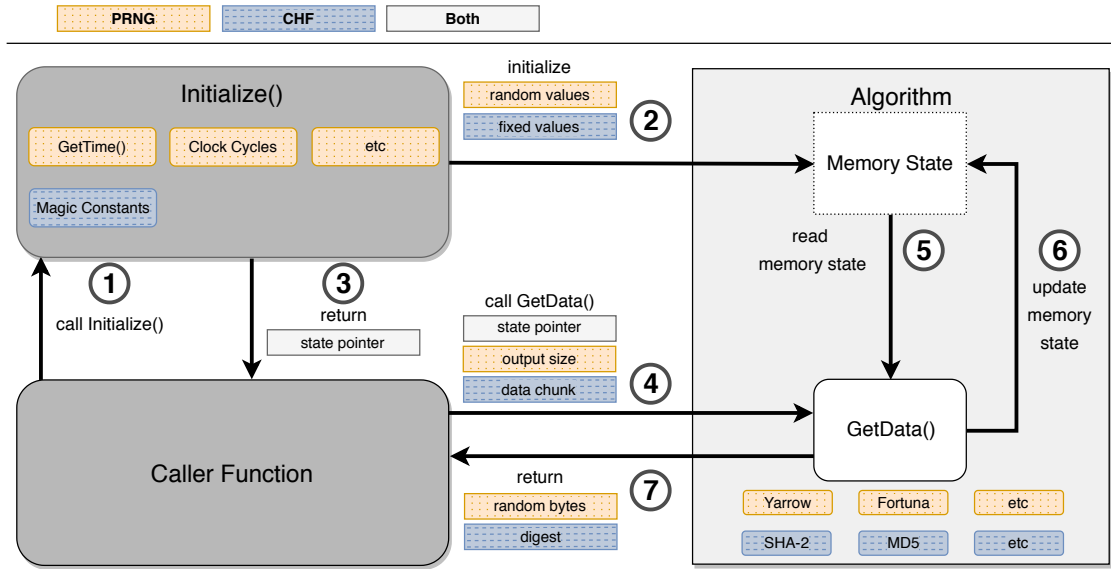 PRNG
CHF
Both
Initialize()
GetTime()
Clock Cycles
etc
Magic Constants
initialize
random values
fixed values
2
Algorithm
Memory State
1
call Initialize()
3
return
state pointer
call GetData()
state pointer
output size
data chunk
4
read
memory state
5
6
update
memory
state
Caller Function
GetData()
return
random bytes
digest
7
Yarrow
Fortuna
etc
SHA-2
MD5
etc